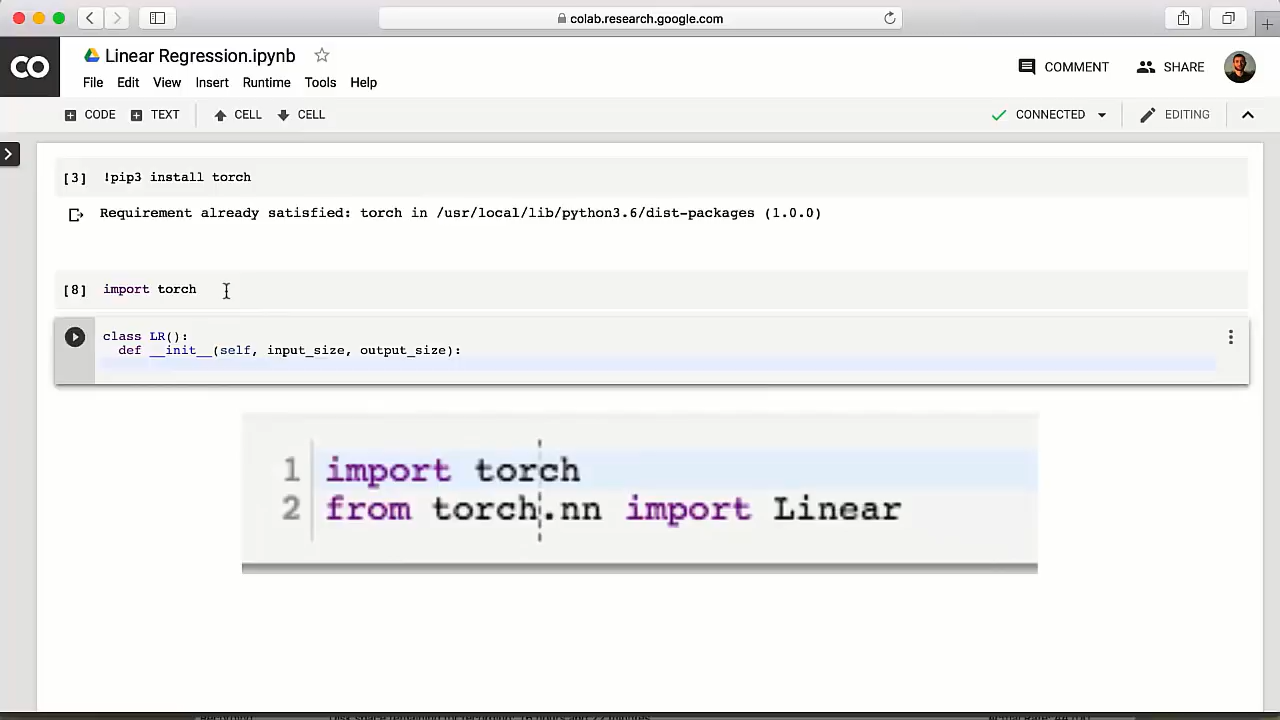 colab.research.google.com
CO
Linear Regression.ipynb
COMMENT
SHARE
File Edit View Insert Runtime Tools Help
CODE TEXT CELL CELL
CONNECTED
EDITING
[3] !pip3 install torch
Requirement already satisfied: torch in /usr/local/lib/python3.6/dist-packages (1.0.0)
[8] import torch
class LR():
def __init__(self, input_size, output_size):
1 import torch
2 from torch.nn import Linear